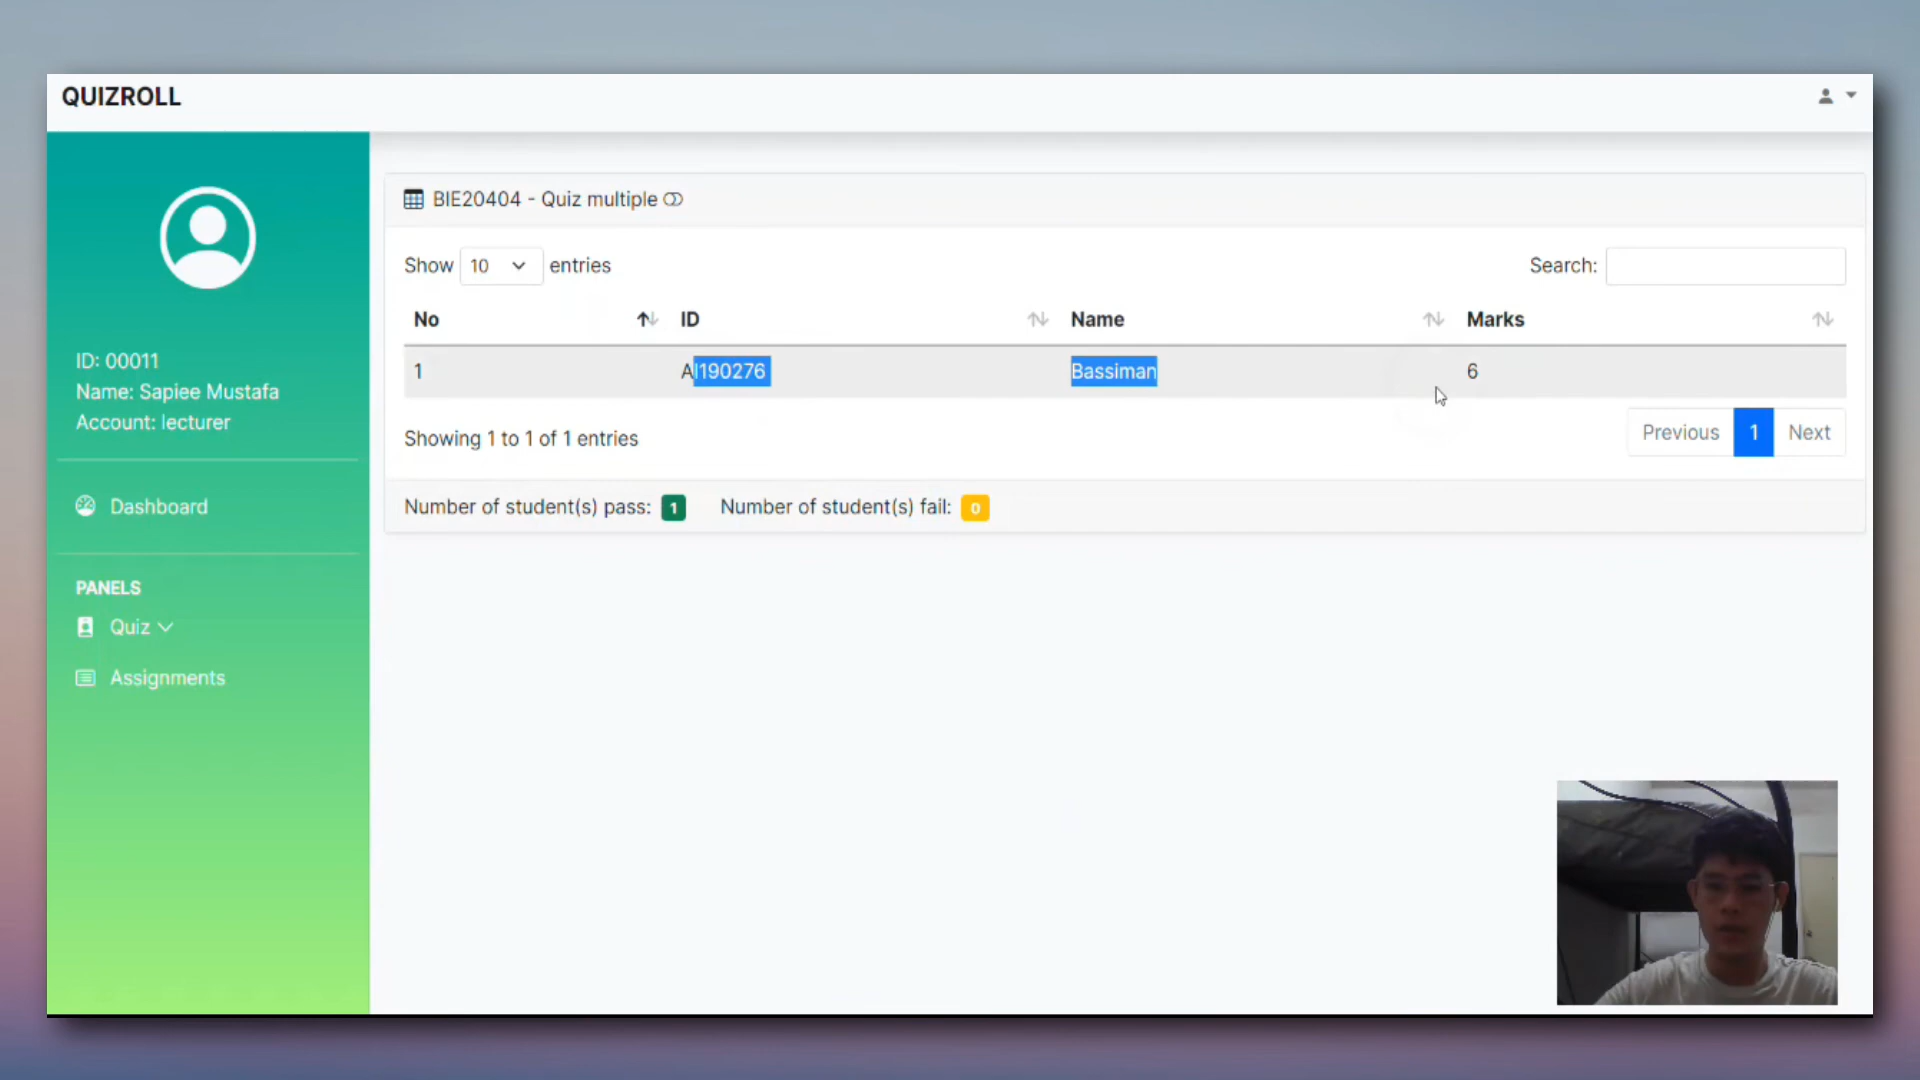 QUIZROLL
BIE20404 - Quiz multiple
Show 10 entries
Search:
No ID Name Marks
1 AI190276 Bassiman 6
Showing 1 to 1 of 1 entries
Previous 1 Next
Number of student(s) pass: 1 Number of student(s) fail: 0
ID: 00011
Name: Sapiee Mustafa
Account: lecturer
Dashboard
PANELS
Quiz
Assignments